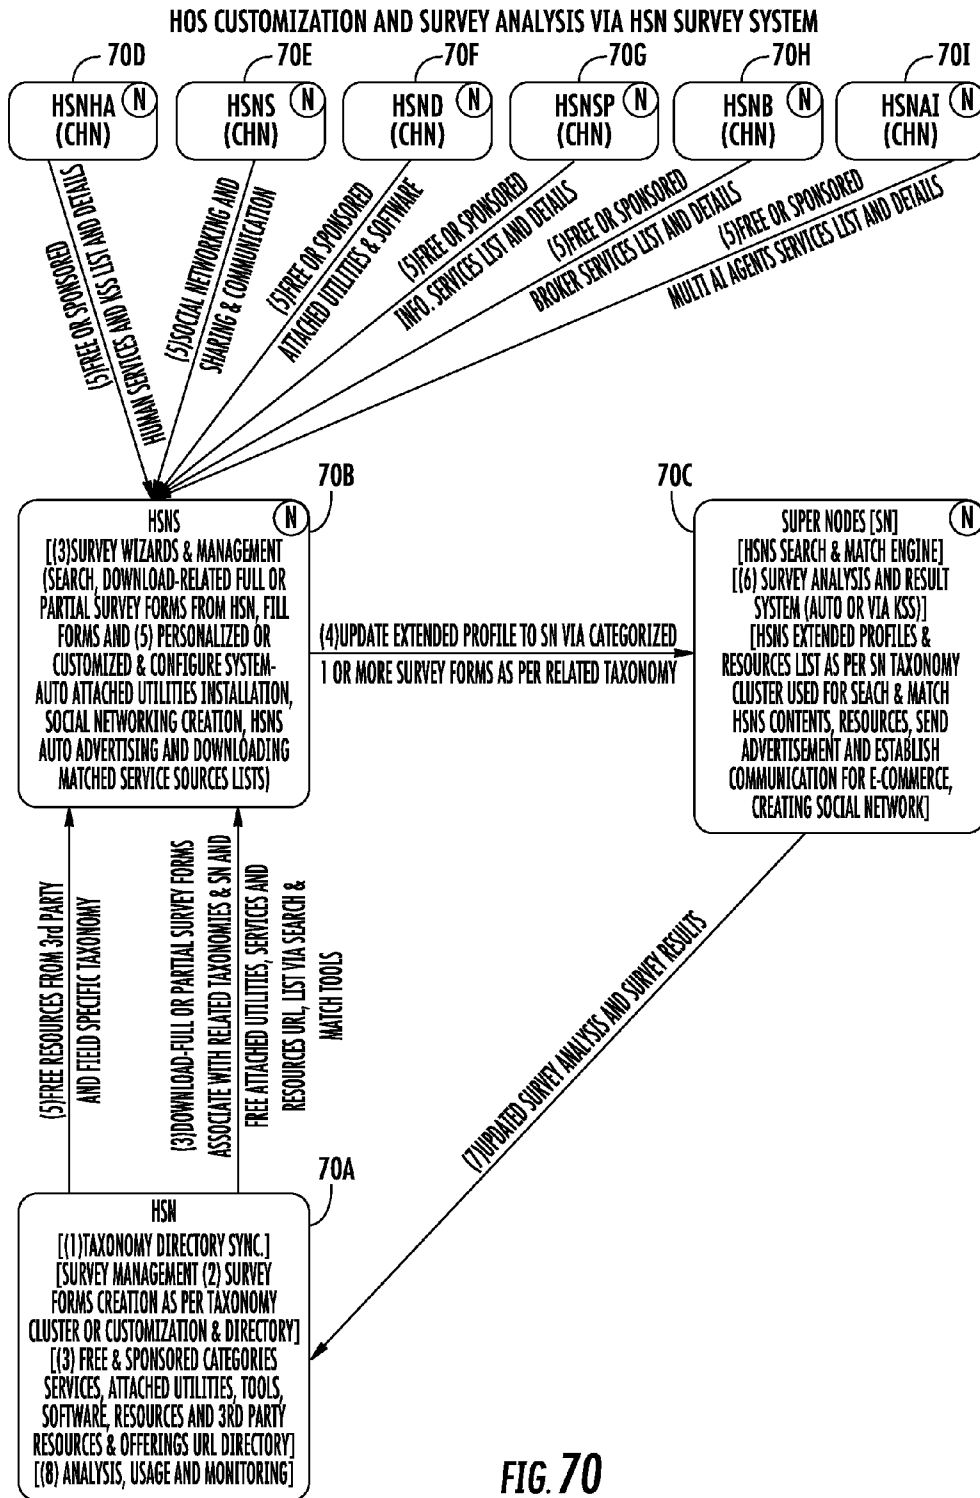 HOS CUSTOMIZATION AND SURVEY ANALYSIS VIA HSN SURVEY SYSTEM
70D
70E
70F
70G
70H
70I
HSNHA N
(CHN)
HSNS N
(CHN)
HSND N
(CHN)
HSNSP N
(CHN)
HSNB N
(CHN)
HSNAI N
(CHN)
(5)FREE OR SPONSORED
HUMAN SERVICES AND KSS LIST AND DETAILS
(5)SOCIAL NETWORKING AND
SHARING & COMMUNICATION
(5)FREE OR SPONSORED
ATTACHED UTILITIES & SOFTWARE
(5)FREE OR SPONSORED
INFO. SERVICES LIST AND DETAILS
(5)FREE OR SPONSORED
BROKER SERVICES LIST AND DETAILS
(5)FREE OR SPONSORED
MULTI AI AGENTS SERVICES LIST AND DETAILS
70B
HSNS N
[(3)SURVEY WIZARDS & MANAGEMENT
(SEARCH, DOWNLOAD-RELATED FULL OR
PARTIAL SURVEY FORMS FROM HSN, FILL
FORMS AND (5) PERSONALIZED OR
CUSTOMIZED & CONFIGURE SYSTEM-
AUTO ATTACHED UTILITIES INSTALLATION,
SOCIAL NETWORKING CREATION, HSNS
AUTO ADVERTISING AND DOWNLOADING
MATCHED SERVICE SOURCES LISTS)
(4)UPDATE EXTENDED PROFILE TO SN VIA CATEGORIZED
1 OR MORE SURVEY FORMS AS PER RELATED TAXONOMY
70C
SUPER NODES [SN] N
[HSNS SEARCH & MATCH ENGINE]
[(6) SURVEY ANALYSIS AND RESULT
SYSTEM (AUTO OR VIA KSS)]
[HSNS EXTENDED PROFILES &
RESOURCES LIST AS PER SN TAXONOMY
CLUSTER USED FOR SEACH & MATCH
HSNS CONTENTS, RESOURCES, SEND
ADVERTISEMENT AND ESTABLISH
COMMUNICATION FOR E-COMMERCE,
CREATING SOCIAL NETWORK]
(5)FREE RESOURCES FROM 3rd PARTY
AND FIELD SPECIFIC TAXONOMY
(3)DOWNLOAD-FULL OR PARTIAL SURVEY FORMS
ASSOCIATE WITH RELATED TAXONOMIES & SN AND
FREE ATTACHED UTILITIES, SERVICES AND
RESOURCES URL, LIST VIA SEARCH &
MATCH TOOLS
(7)UPDATED SURVEY ANALYSIS AND SURVEY RESULTS
70A
HSN
[(1)TAXONOMY DIRECTORY SYNC.]
[SURVEY MANAGEMENT (2) SURVEY
FORMS CREATION AS PER TAXONOMY
CLUSTER OR CUSTOMIZATION & DIRECTORY]
[(3) FREE & SPONSORED CATEGORIES
SERVICES, ATTACHED UTILITIES, TOOLS,
SOFTWARE, RESOURCES AND 3RD PARTY
RESOURCES & OFFERINGS URL DIRECTORY]
[(8) ANALYSIS, USAGE AND MONITORING]
FIG. 70